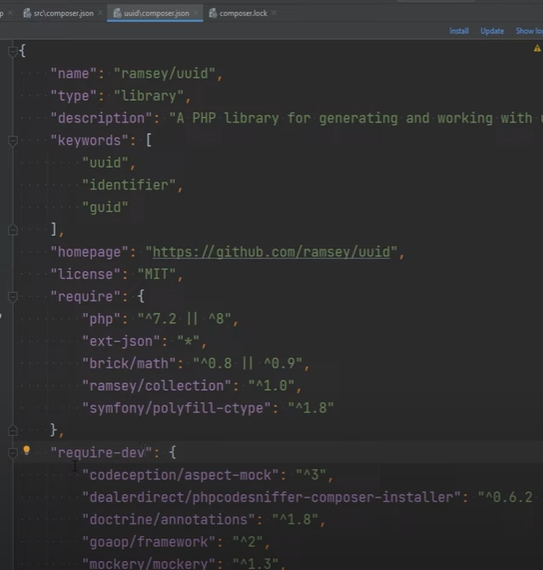 p src\composer.json uuid\composer.json composer.lock
Install Update Show lo
{
"name": "ramsey/uuid",
"type": "library",
"description": "A PHP library for generating and working with
"keywords": [
"uuid",
"identifier",
"guid"
],
"homepage": "https://github.com/ramsey/uuid",
"license": "MIT",
"require": {
"php": "^7.2 || ^8",
"ext-json": "*",
"brick/math": "^0.8 || ^0.9",
"ramsey/collection": "^1.0",
"symfony/polyfill-ctype": "^1.8"
},
"require-dev": {
"codeception/aspect-mock": "^3",
"dealerdirect/phpcodesniffer-composer-installer": "^0.6.2
"doctrine/annotations": "^1.8",
"goaop/framework": "^2",
"mockery/mockery": "^1.3",